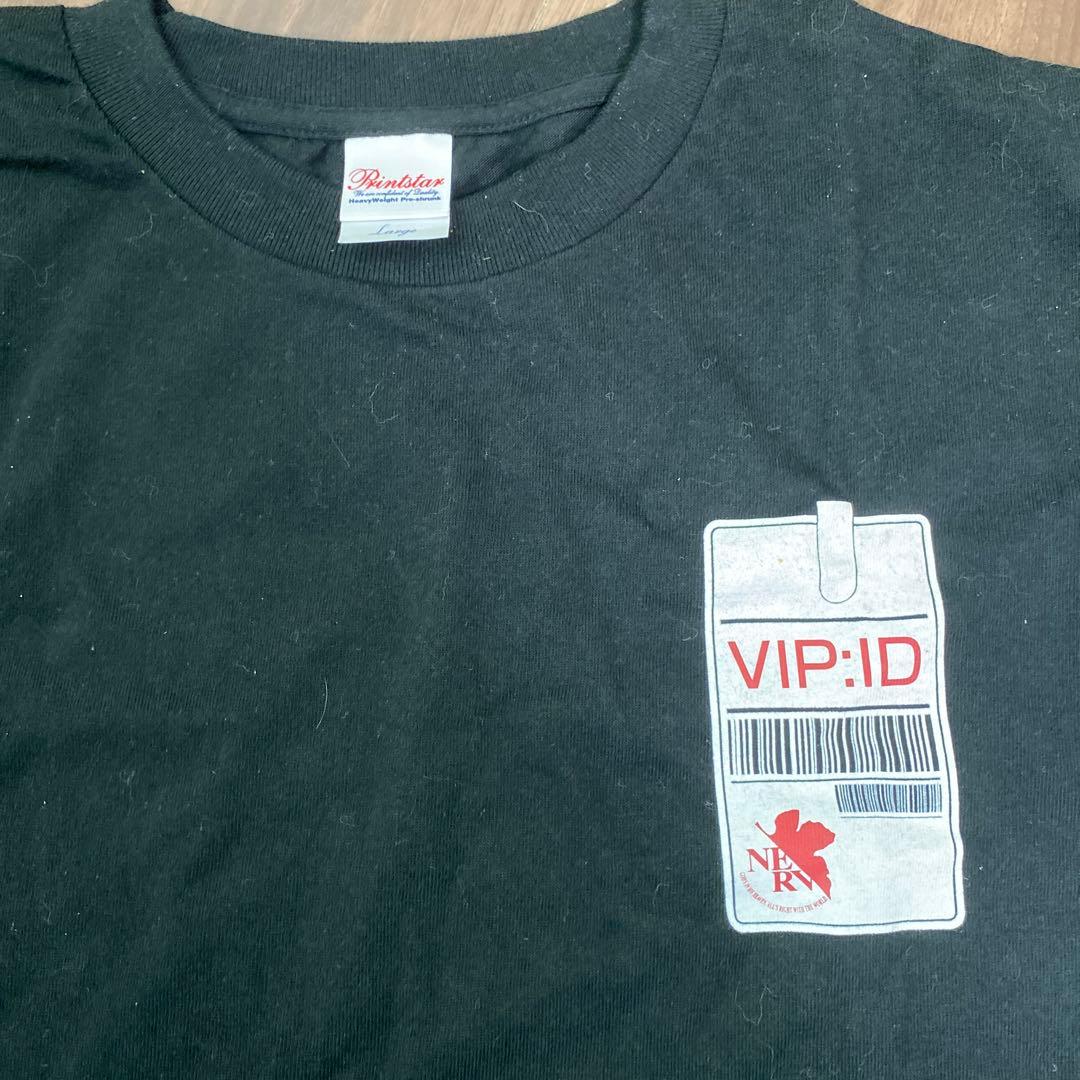 Printstar
We are confident of Quality.
HeavyWeight Pre-shrunk
Large
VIP:ID
NERV
GOD'S IN HIS HEAVEN, ALL'S RIGHT WITH THE WORLD.